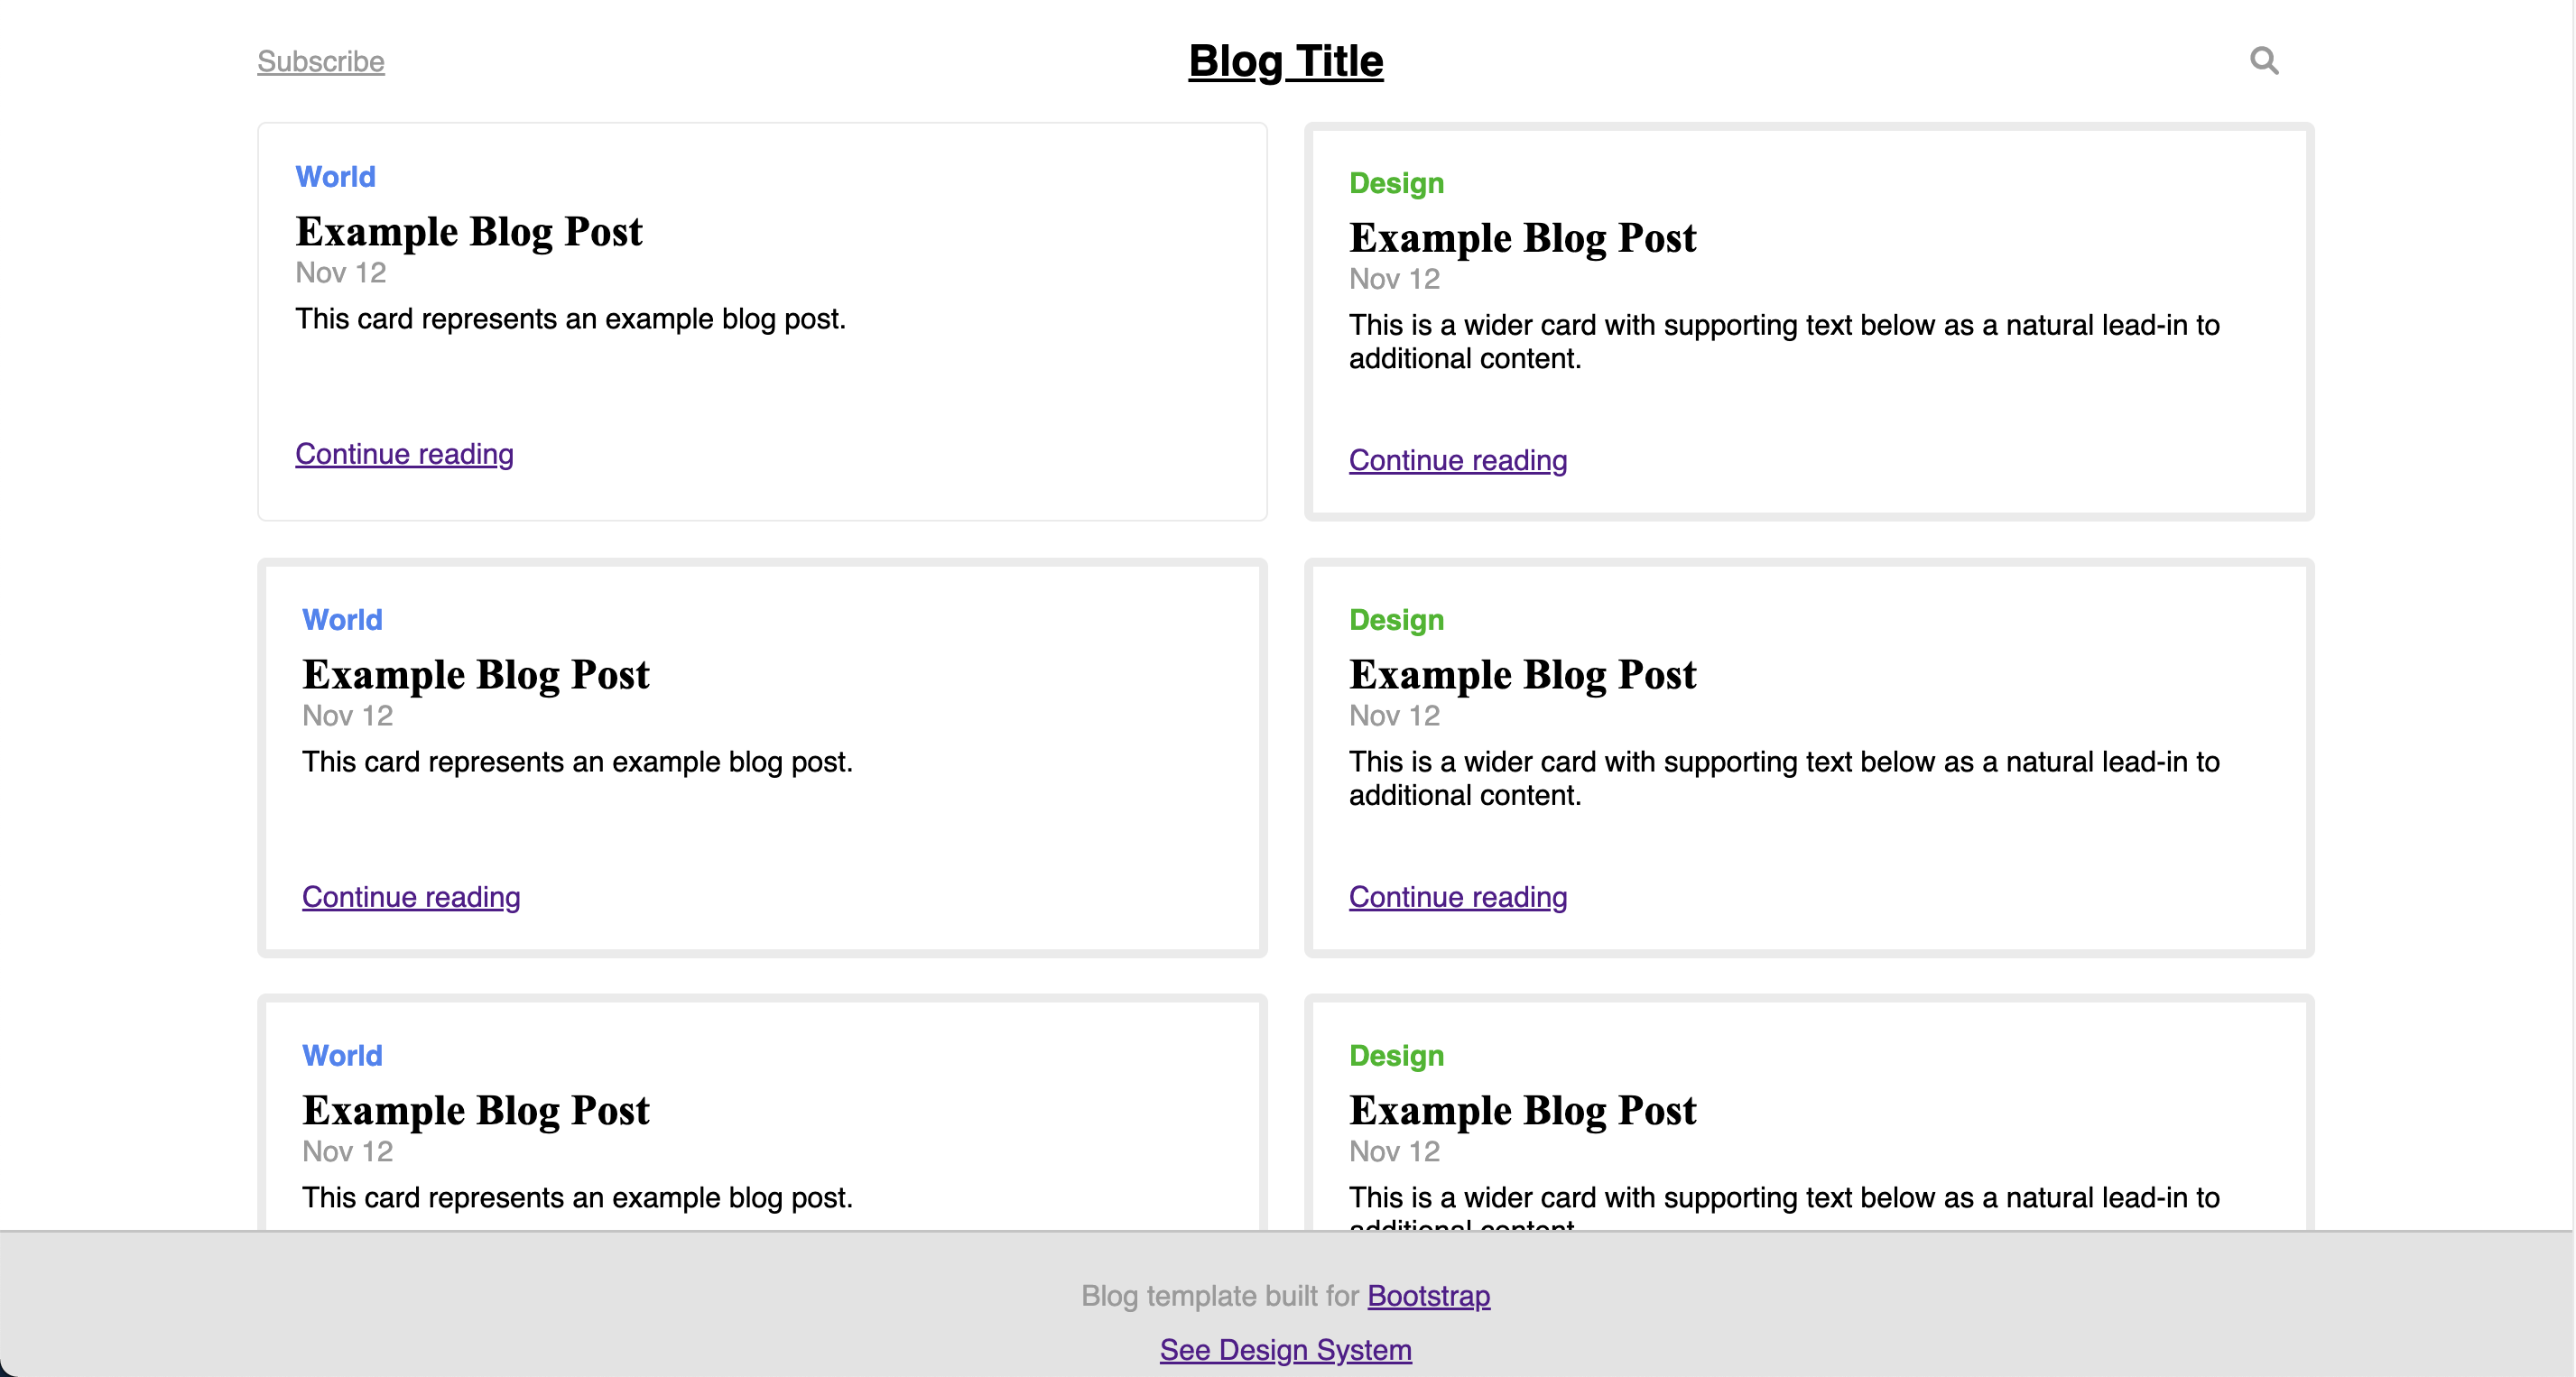 Subscribe
Blog Title
World
Example Blog Post
Nov 12
This card represents an example blog post.
Continue reading
Design
Example Blog Post
Nov 12
This is a wider card with supporting text below as a natural lead-in to
additional content.
Continue reading
World
Example Blog Post
Nov 12
This card represents an example blog post.
Continue reading
Design
Example Blog Post
Nov 12
This is a wider card with supporting text below as a natural lead-in to
additional content.
Continue reading
World
Example Blog Post
Nov 12
This card represents an example blog post.
Design
Example Blog Post
Nov 12
This is a wider card with supporting text below as a natural lead-in to
additional content.
Blog template built for Bootstrap
See Design System